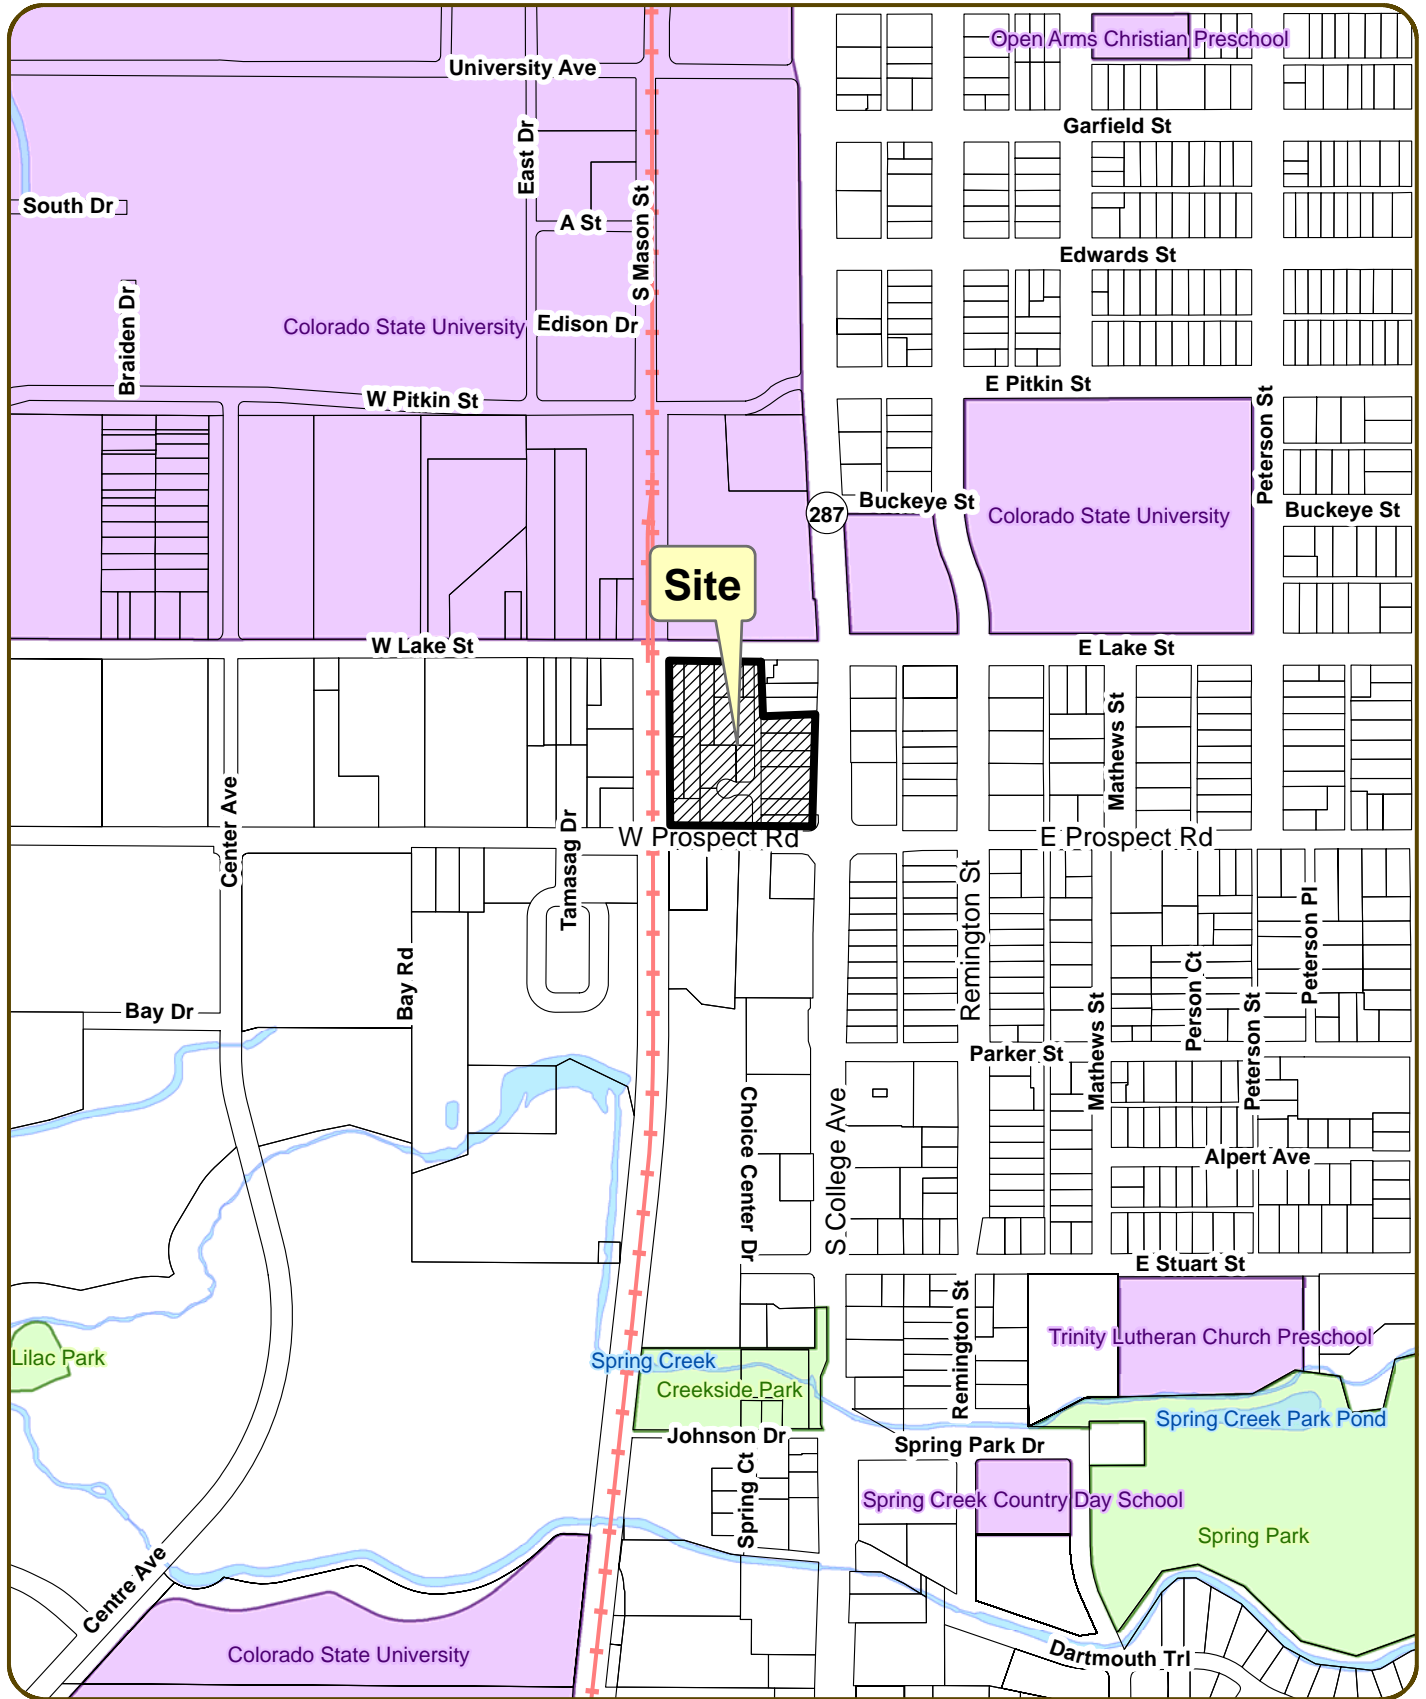 Open Arms Christian Preschool
University Ave
Garfield St
East Dr
South Dr
A St
S Mason St
Edwards St
Braiden Dr
Colorado State University
Edison Dr
E Pitkin St
W Pitkin St
Peterson St
287
Buckeye St
Colorado State University
Buckeye St
Site
W Lake St
E Lake St
Mathews St
Center Ave
Tamasag Dr
W Prospect Rd
E Prospect Rd
Remington St
Peterson Pl
Bay Rd
Person Ct
Bay Dr
Mathews St
Peterson St
Parker St
Choice Center Dr
S College Ave
Alpert Ave
E Stuart St
Remington St
Trinity Lutheran Church Preschool
Lilac Park
Spring Creek
Creekside Park
Spring Creek Park Pond
Johnson Dr
Spring Park Dr
Spring Ct
Spring Creek Country Day School
Spring Park
Centre Ave
Colorado State University
Dartmouth Trl